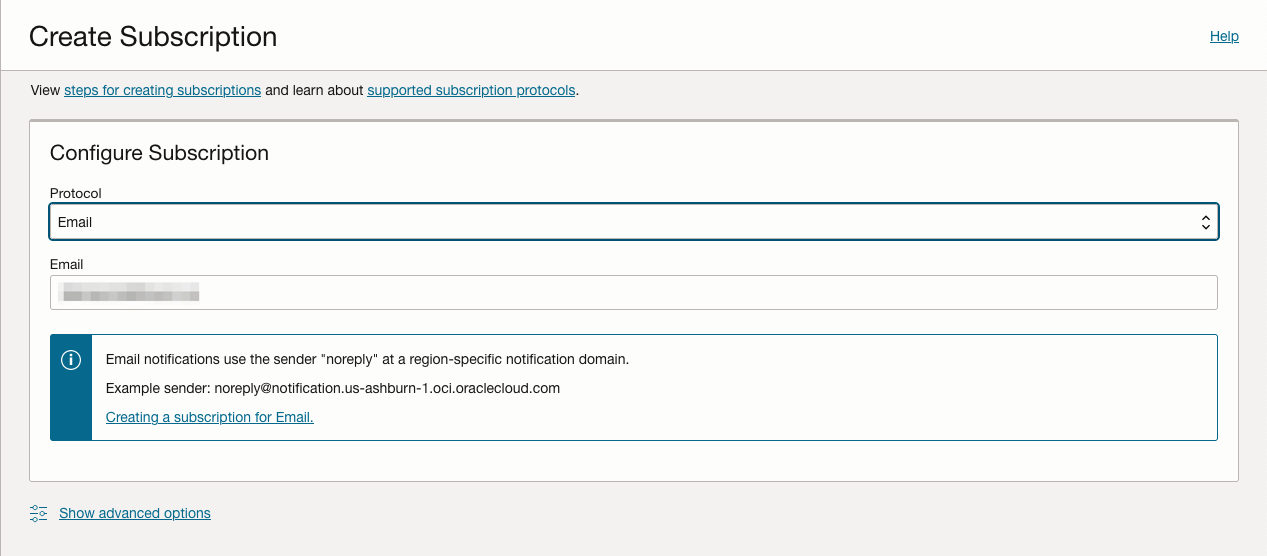 Create Subscription
Help
View steps for creating subscriptions and learn about supported subscription protocols.
Configure Subscription
Protocol
Email
Email
Email notifications use the sender "noreply" at a region-specific notification domain.
Example sender: noreply@notification.us-ashburn-1.oci.oraclecloud.com
Creating a subscription for Email.
Show advanced options